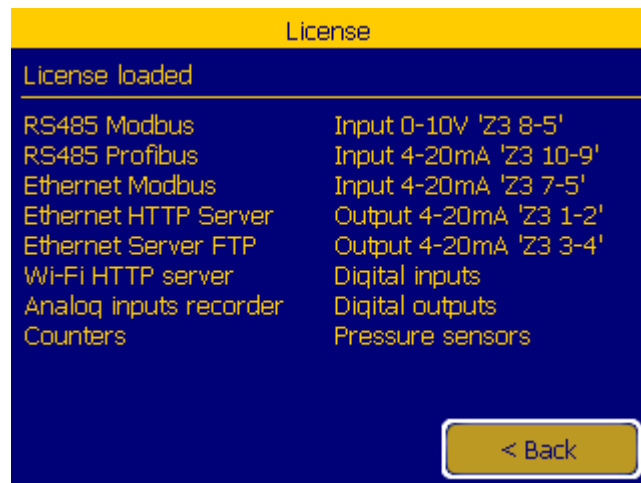 License
License loaded
RS485 Modbus
RS485 Profibus
Ethernet Modbus
Ethernet HTTP Server
Ethernet Server FTP
Wi-Fi HTTP server
Analog inputs recorder
Counters
Input 0-10V 'Z3 8-5'
Input 4-20mA 'Z3 10-9'
Input 4-20mA 'Z3 7-5'
Output 4-20mA 'Z3 1-2'
Output 4-20mA 'Z3 3-4'
Digital inputs
Digital outputs
Pressure sensors
< Back